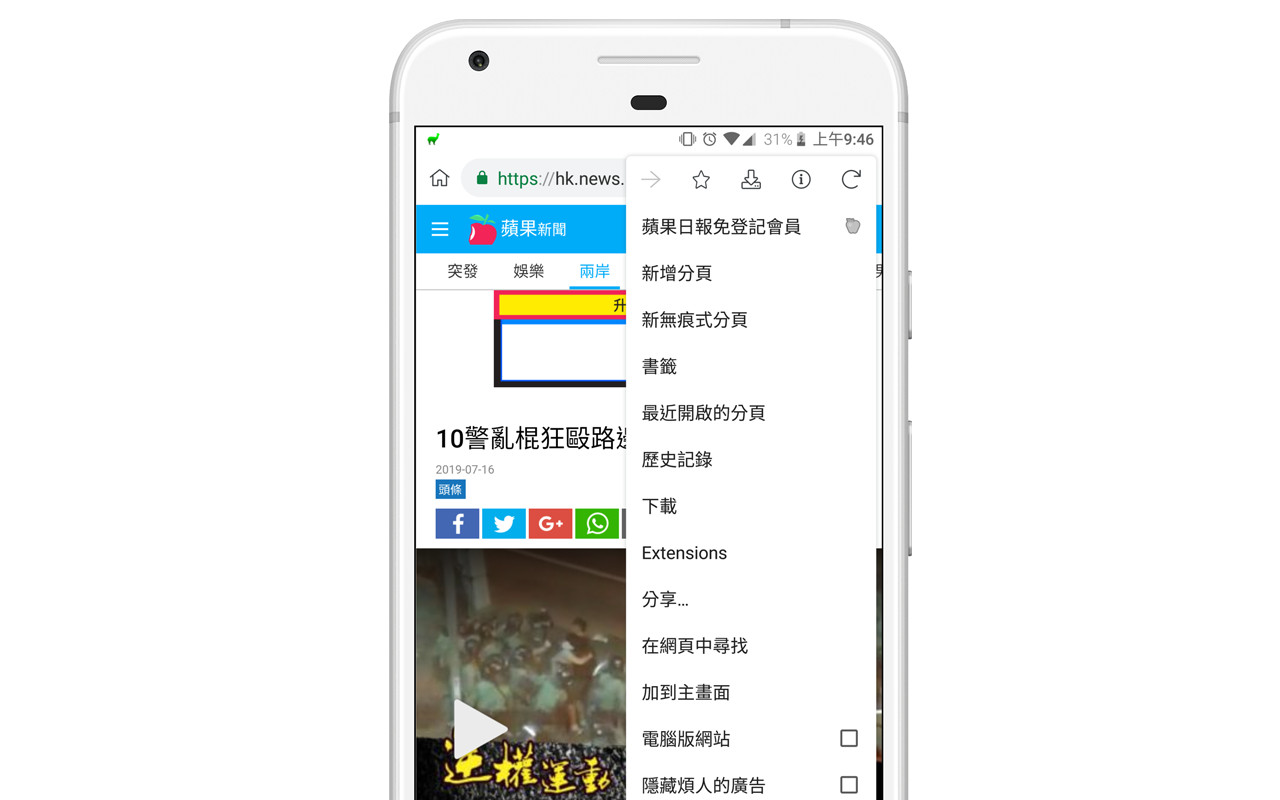 31% 上午9:46
https://hk.news.
蘋果新聞
突發 娛樂 兩岸
升
10警亂棍狂毆路
2019-07-16
頭條
G+
逆權運動
蘋果日報免登記會員
新增分頁
新無痕式分頁
書籤
最近開啟的分頁
歷史記錄
下載
Extensions
分享...
在網頁中尋找
加到主畫面
電腦版網站
隱藏煩人的廣告